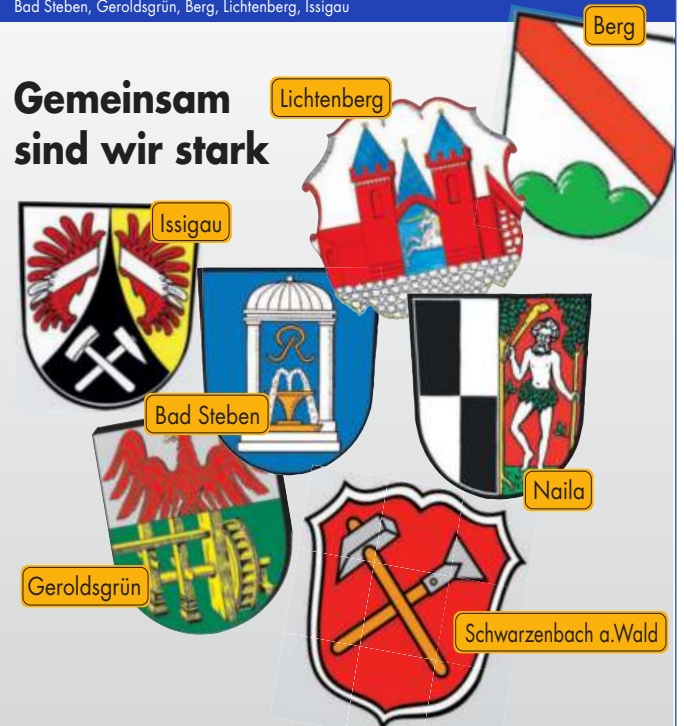 Bad Steben, Geroldsgrün, Berg, Lichtenberg, Issigau
Berg
Gemeinsam
sind wir stark
Lichtenberg
Issigau
R
Bad Steben
Naila
Geroldsgrün
Schwarzenbach a.Wald